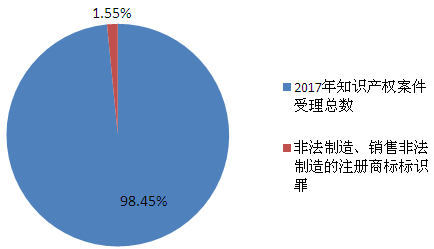 1.55%
98.45%
2017年知识产权案件
受理总数
非法制造、销售非法
制造的注册商标标识
罪